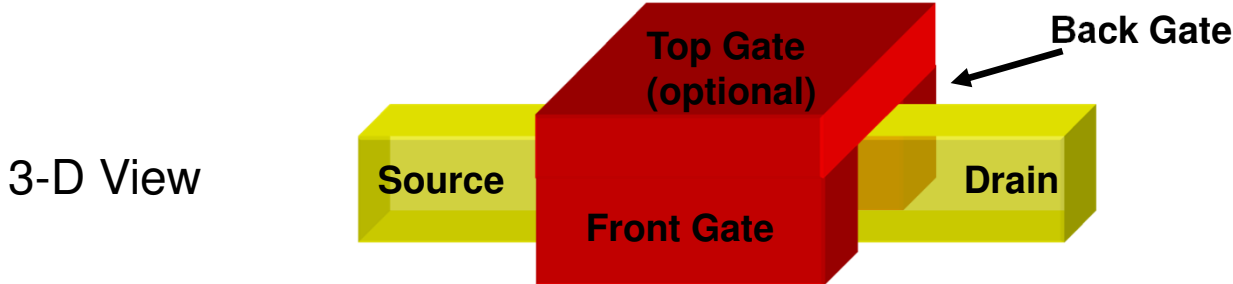 Top Gate
(optional)
Back Gate
3-D View
Source
Drain
Front Gate